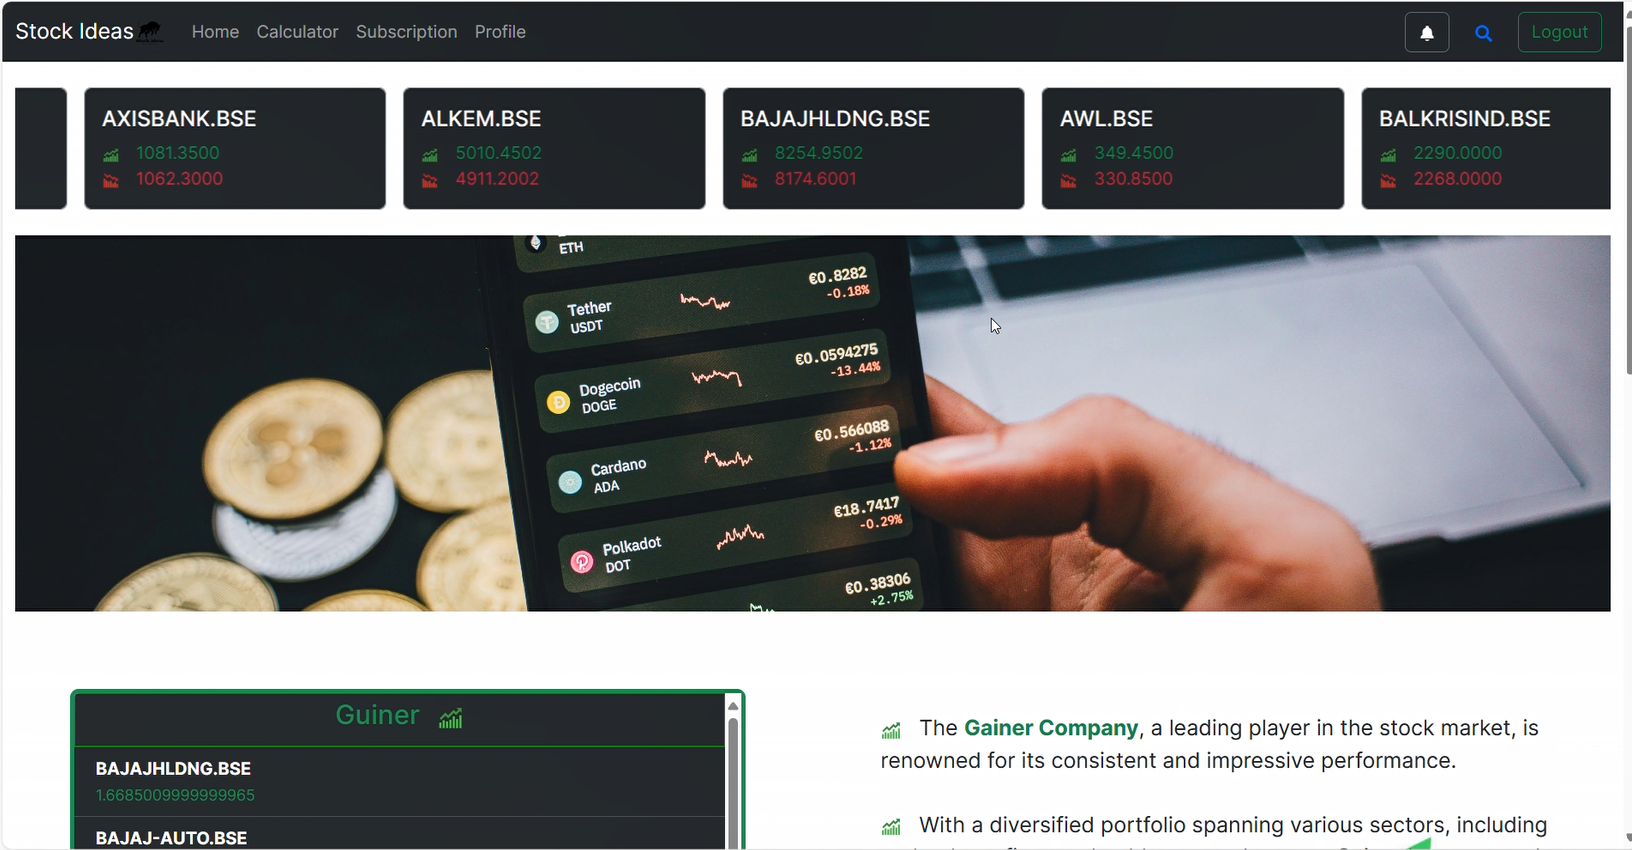 Stock Ideas
Home Calculator Subscription Profile
Logout
AXISBANK.BSE
1081.3500
1062.3000
ALKEM.BSE
5010.4502
4911.2002
BAJAJHLDNG.BSE
8254.9502
8174.6001
AWL.BSE
349.4500
330.8500
BALKRISIND.BSE
2290.0000
2268.0000
ETH
Tether
USDT
€0.8282
-0.18%
Dogecoin
DOGE
€0.0594275
-13.44%
Cardano
ADA
€0.566088
-1.12%
Polkadot
DOT
€18.7417
-0.29%
€0.38306
+2.75%
Guiner
BAJAJHLDNG.BSE
1.6685009999999965
BAJAJ-AUTO.BSE
The Gainer Company, a leading player in the stock market, is
renowned for its consistent and impressive performance.
With a diversified portfolio spanning various sectors, including